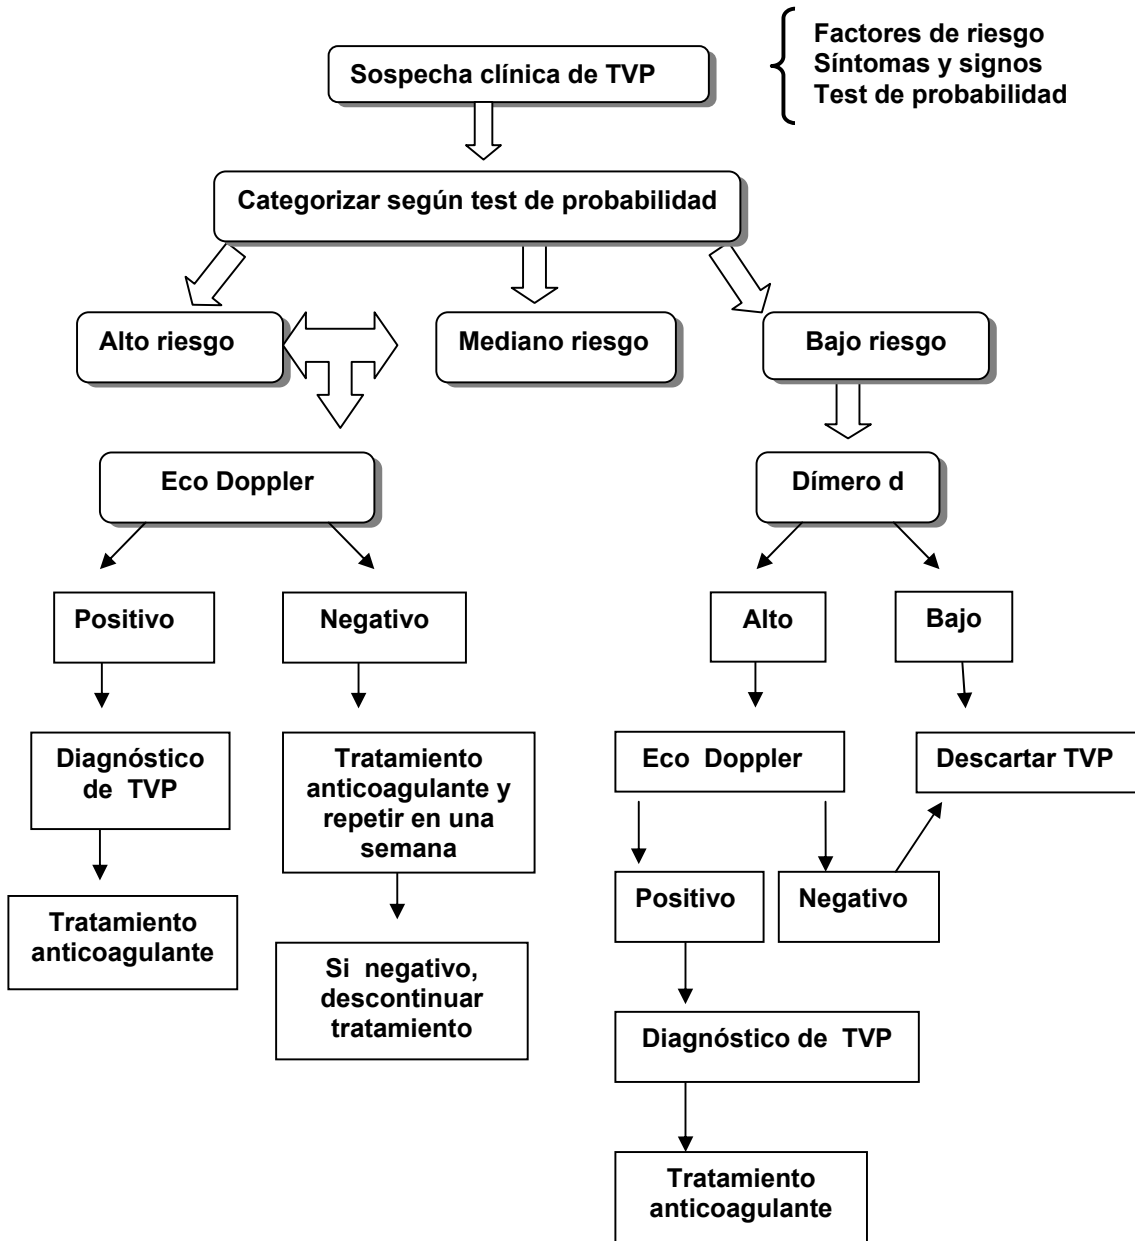 Factores de riesgo
Síntomas y signos
Test de probabilidad
Sospecha clínica de TVP
Categorizar según test de probabilidad
Alto riesgo
Mediano riesgo
Bajo riesgo
Eco Doppler
Dímero d
Positivo
Negativo
Alto
Bajo
Diagnóstico
de TVP
Tratamiento
anticoagulante y
repetir en una
semana
Eco Doppler
Descartar TVP
Tratamiento
anticoagulante
Si negativo,
descontinuar
tratamiento
Positivo
Negativo
Diagnóstico de TVP
Tratamiento
anticoagulante